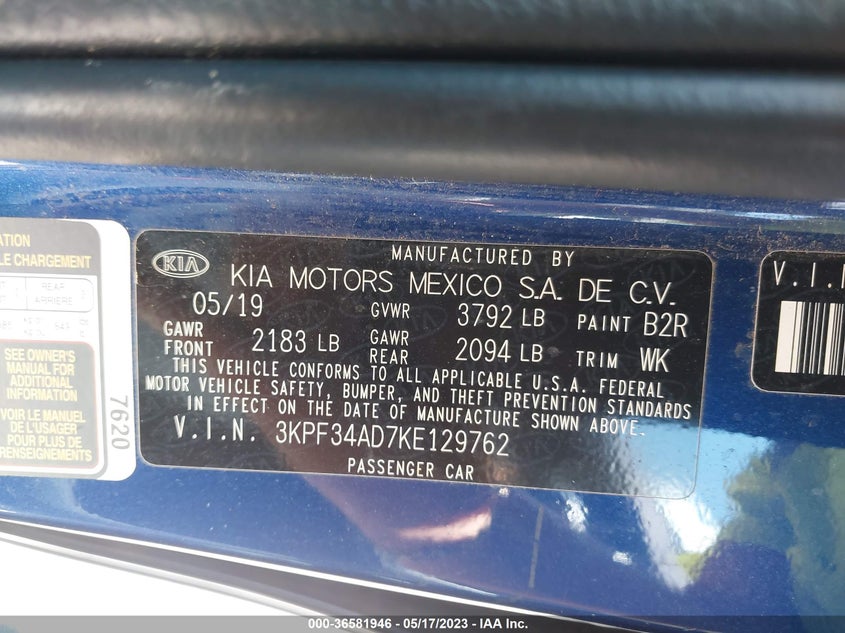 ATION
E CHARGEMENT
REAR
ARRIERE
SEE OWNER'S
MANUAL FOR
ADDITIONAL
INFORMATION
VOIR LE MANUEL
DE L'USAGER
POUR PLUS DE
RENSEIGNEMENTS
7620
MANUFACTURED BY
KIA KIA MOTORS MEXICO S.A. DE C.V.
05/19 GVWR 3792 LB PAINT B2R
GAWR FRONT 2183 LB GAWR REAR 2094 LB TRIM WK
THIS VEHICLE CONFORMS TO ALL APPLICABLE U.S.A. FEDERAL
MOTOR VEHICLE SAFETY, BUMPER, AND THEFT PREVENTION STANDARDS
IN EFFECT ON THE DATE OF MANUFACTURE SHOWN ABOVE.
V.I.N. 3KPF34AD7KE129762
PASSENGER CAR
V.I.N
000-36581946 - 05/17/2023 - IAA Inc.